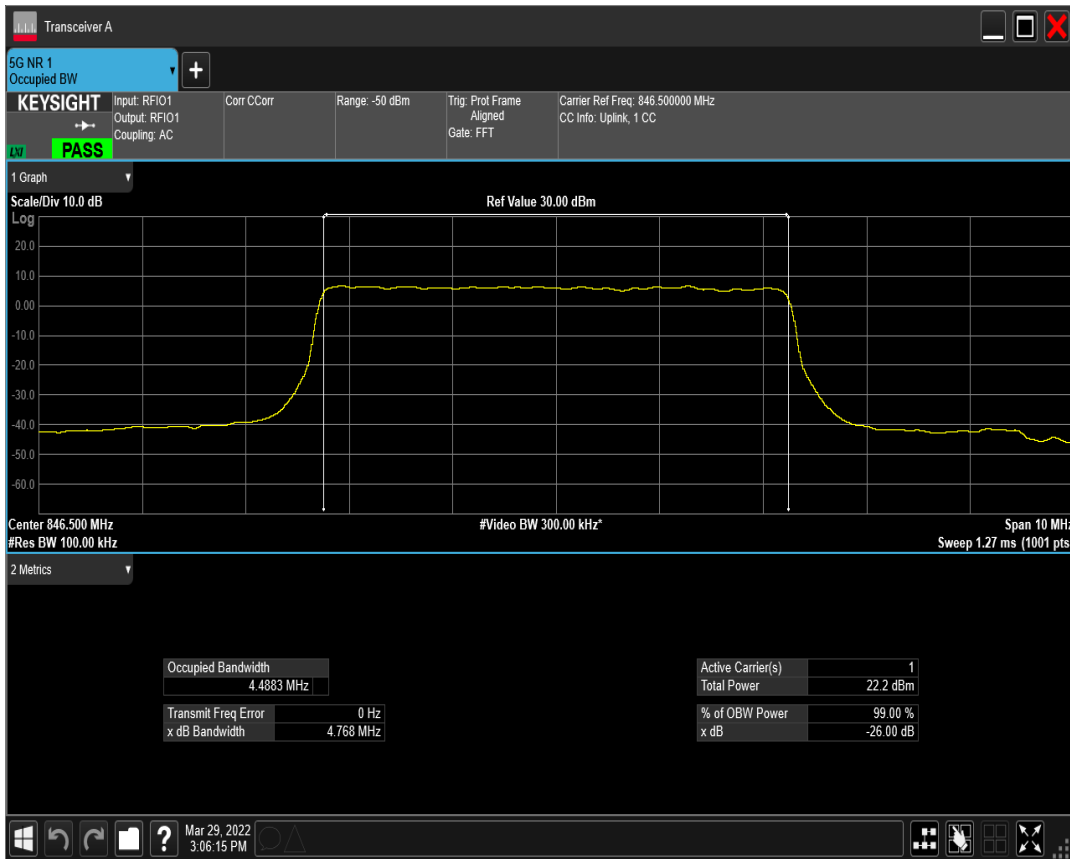 Transceiver A
5G NR 1
Occupied BW
+
KEYSIGHT
LXI
PASS
Input: RFIO1
Output: RFIO1
Coupling: AC
Corr CCorr
Range: -50 dBm
Trig: Prot Frame
Aligned
Gate: FFT
Carrier Ref Freq: 846.500000 MHz
CC Info: Uplink, 1 CC
1 Graph
Scale/Div 10.0 dB
Ref Value 30.00 dBm
Log
20.0
10.0
0.00
-10.0
-20.0
-30.0
-40.0
-50.0
-60.0
Center 846.500 MHz
#Video BW 300.00 kHz*
Span 10 MHz
#Res BW 100.00 kHz
Sweep 1.27 ms (1001 pts
2 Metrics
Occupied Bandwidth
4.4883 MHz
Transmit Freq Error 0 Hz
x dB Bandwidth 4.768 MHz
Active Carrier(s) 1
Total Power 22.2 dBm
% of OBW Power 99.00 %
x dB -26.00 dB
?
Mar 29, 2022
3:06:15 PM